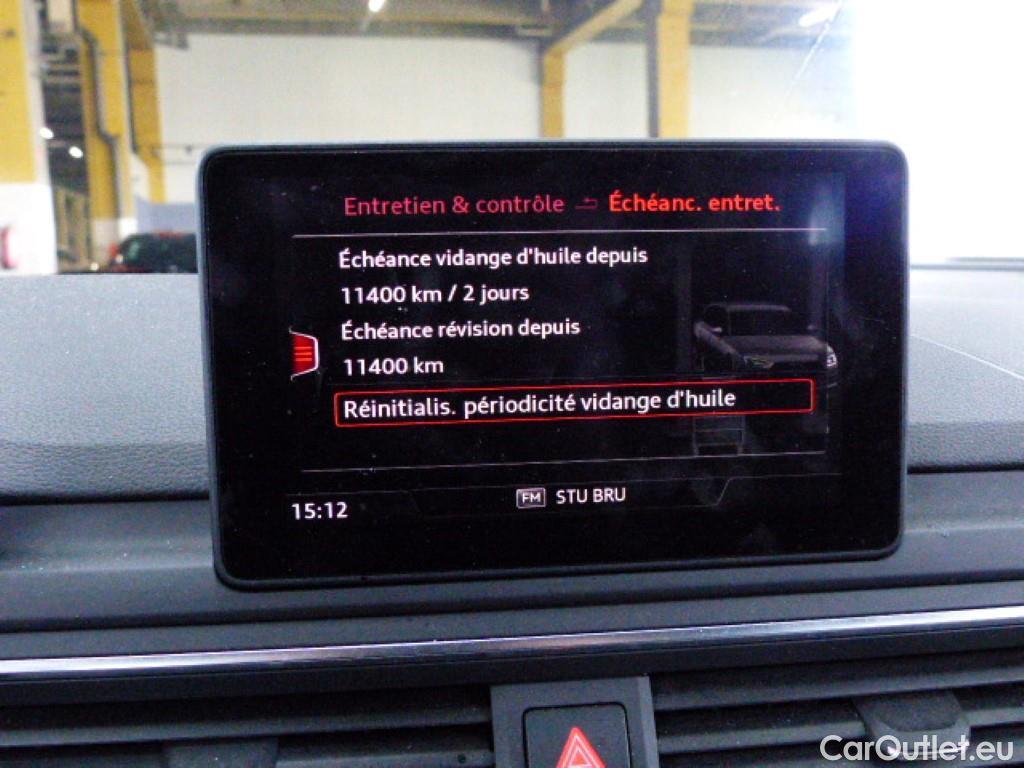 Entretien & contrôle Échéanc. entret.
Échéance vidange d'huile depuis
11400 km / 2 jours
Échéance révision depuis
11400 km
Réinitialis. périodicité vidange d'huile
15:12 FM STU BRU
CarOutlet.eu